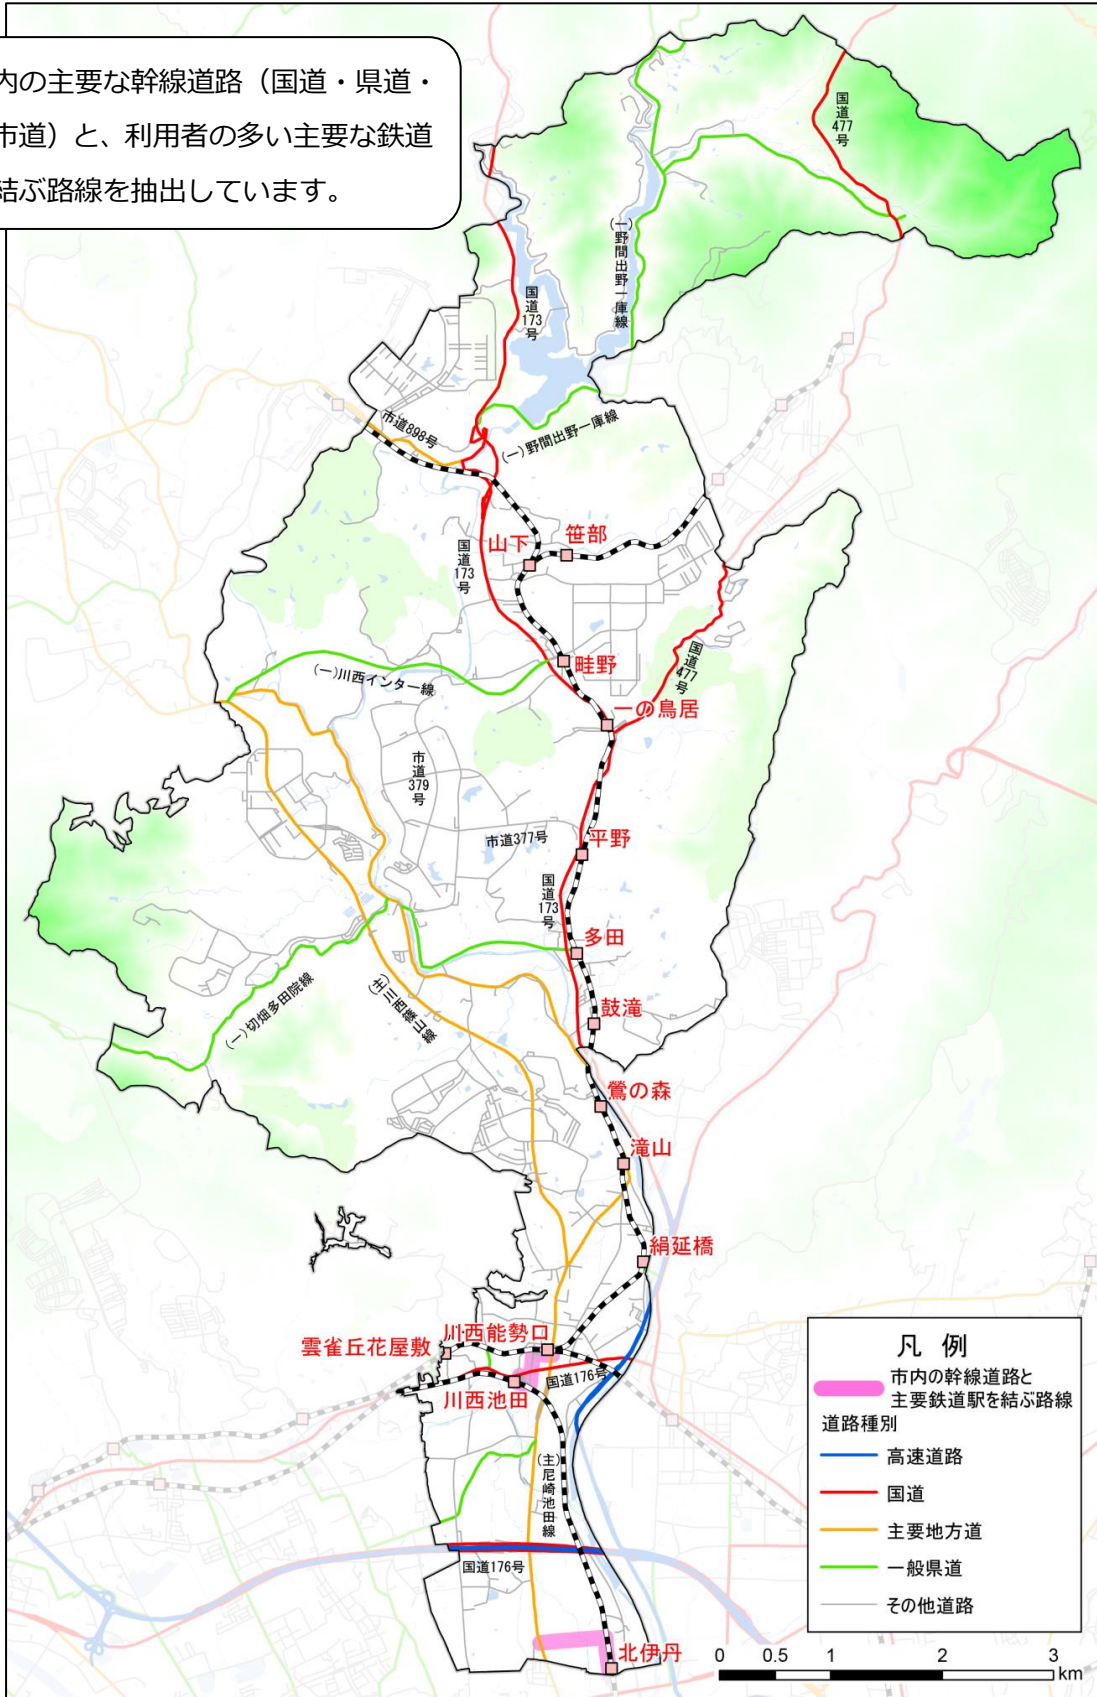 内の主要な幹線道路（国道・県道・
市道）と、利用者の多い主要な鉄道
結ぶ路線を抽出しています。
国道477号
(一)野間出野一庫線
国道173号
市道898号
(一)野間出野一庫線
国道173号
山下
笹部
畦野
国道477号
(一)川西インター線
一の鳥居
市道379号
市道377号
平野
国道173号
多田
(一)切畑多田院線
(主)川西篠山線
鼓滝
鶯の森
滝山
絹延橋
雲雀丘花屋敷
川西能勢口
国道176号
川西池田
(主)尼崎池田線
国道176号
北伊丹
凡 例
市内の幹線道路と
主要鉄道駅を結ぶ路線
道路種別
高速道路
国道
主要地方道
一般県道
その他道路
0 0.5 1 2 3
km